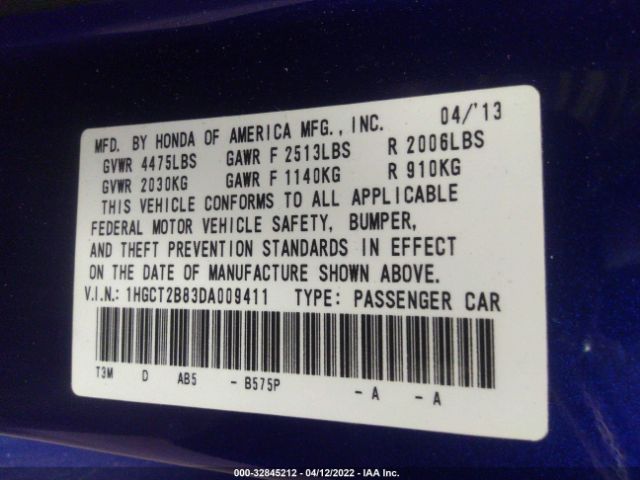 MFD. BY HONDA OF AMERICA MFG., INC. 04/'13
GVWR 4475LBS GAWR F 2513LBS R 2006LBS
GVWR 2030KG GAWR F 1140KG R 910KG
THIS VEHICLE CONFORMS TO ALL APPLICABLE
FEDERAL MOTOR VEHICLE SAFETY, BUMPER,
AND THEFT PREVENTION STANDARDS IN EFFECT
ON THE DATE OF MANUFACTURE SHOWN ABOVE.
V.I.N.: 1HGCT2B83DA009411 TYPE: PASSENGER CAR
T3M D AB5 - B575P - A - A
000-32845212 - 04/12/2022 - IAA Inc.